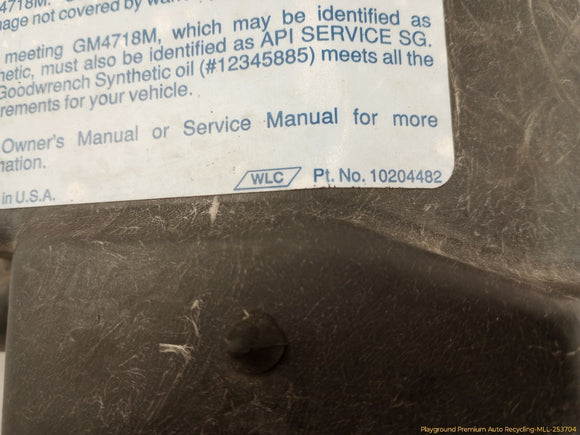 4718M.
age not covered by warr
meeting GM4718M, which may be identified as
hetic, must also be identified as API SERVICE SG.
Goodwrench Synthetic oil (#12345885) meets all the
rements for your vehicle.
Owner's Manual or Service Manual for more
nation.
WLC Pt. No. 10204482
in U.S.A.
Playground Premium Auto Recycling-MLL-253704